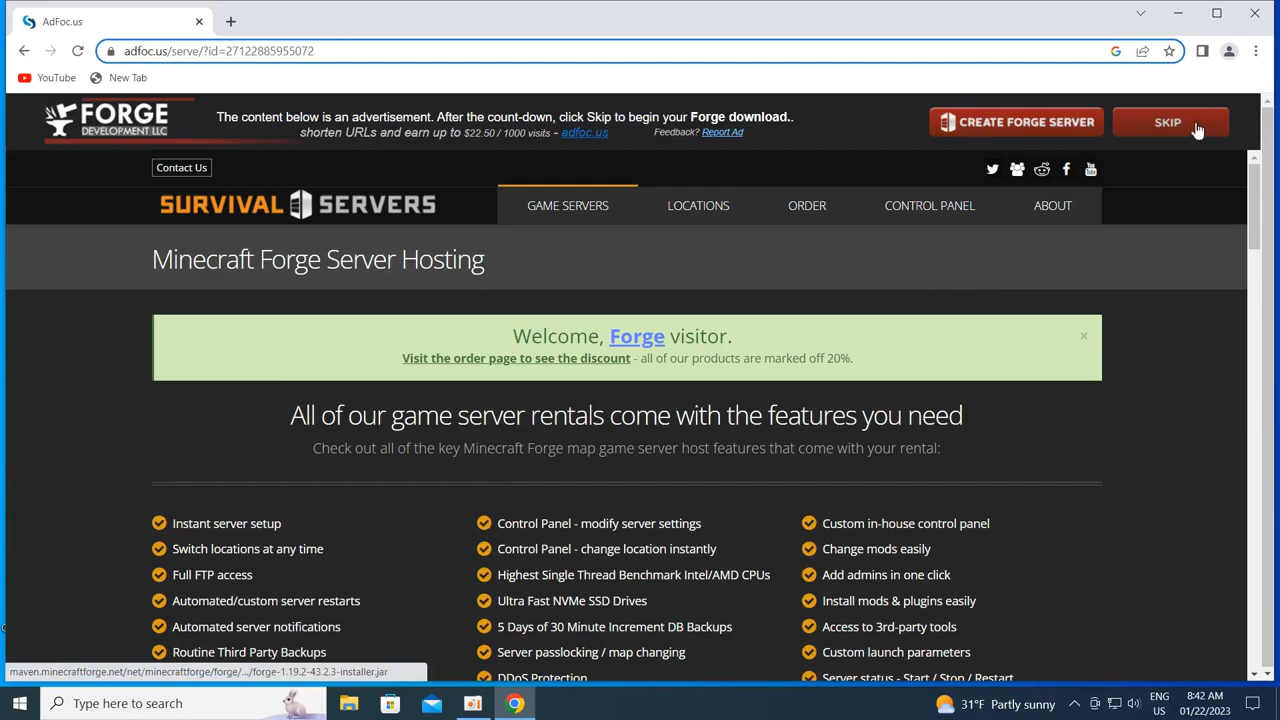 AdFoc.us
adfoc.us/serve/?id=27122885955072
YouTube
New Tab
FORGE
DEVELOPMENT LLC
The content below is an advertisement. After the count-down, click Skip to begin your Forge download..
shorten URLs and earn up to $22.50 / 1000 visits - adfoc.us Feedback? Report Ad
CREATE FORGE SERVER
SKIP
Contact Us
SURVIVAL SERVERS
GAME SERVERS LOCATIONS ORDER CONTROL PANEL ABOUT
Minecraft Forge Server Hosting
Welcome, Forge visitor.
Visit the order page to see the discount - all of our products are marked off 20%.
All of our game server rentals come with the features you need
Check out all of the key Minecraft Forge map game server host features that come with your rental:
Instant server setup
Switch locations at any time
Full FTP access
Automated/custom server restarts
Automated server notifications
Routine Third Party Backups
Control Panel - modify server settings
Control Panel - change location instantly
Highest Single Thread Benchmark Intel/AMD CPUs
Ultra Fast NVMe SSD Drives
5 Days of 30 Minute Increment DB Backups
Server passlocking / map changing
DDoS Protection
Custom in-house control panel
Change mods easily
Add admins in one click
Install mods & plugins easily
Access to 3rd-party tools
Custom launch parameters
Server status - Start / Stop / Restart
maven.minecraftforge.net/net/minecraftforge/forge/.../forge-1.19.2-43.2.3-installer.jar
Type here to search
31°F Partly sunny
ENG
US
8:42 AM
01/22/2023